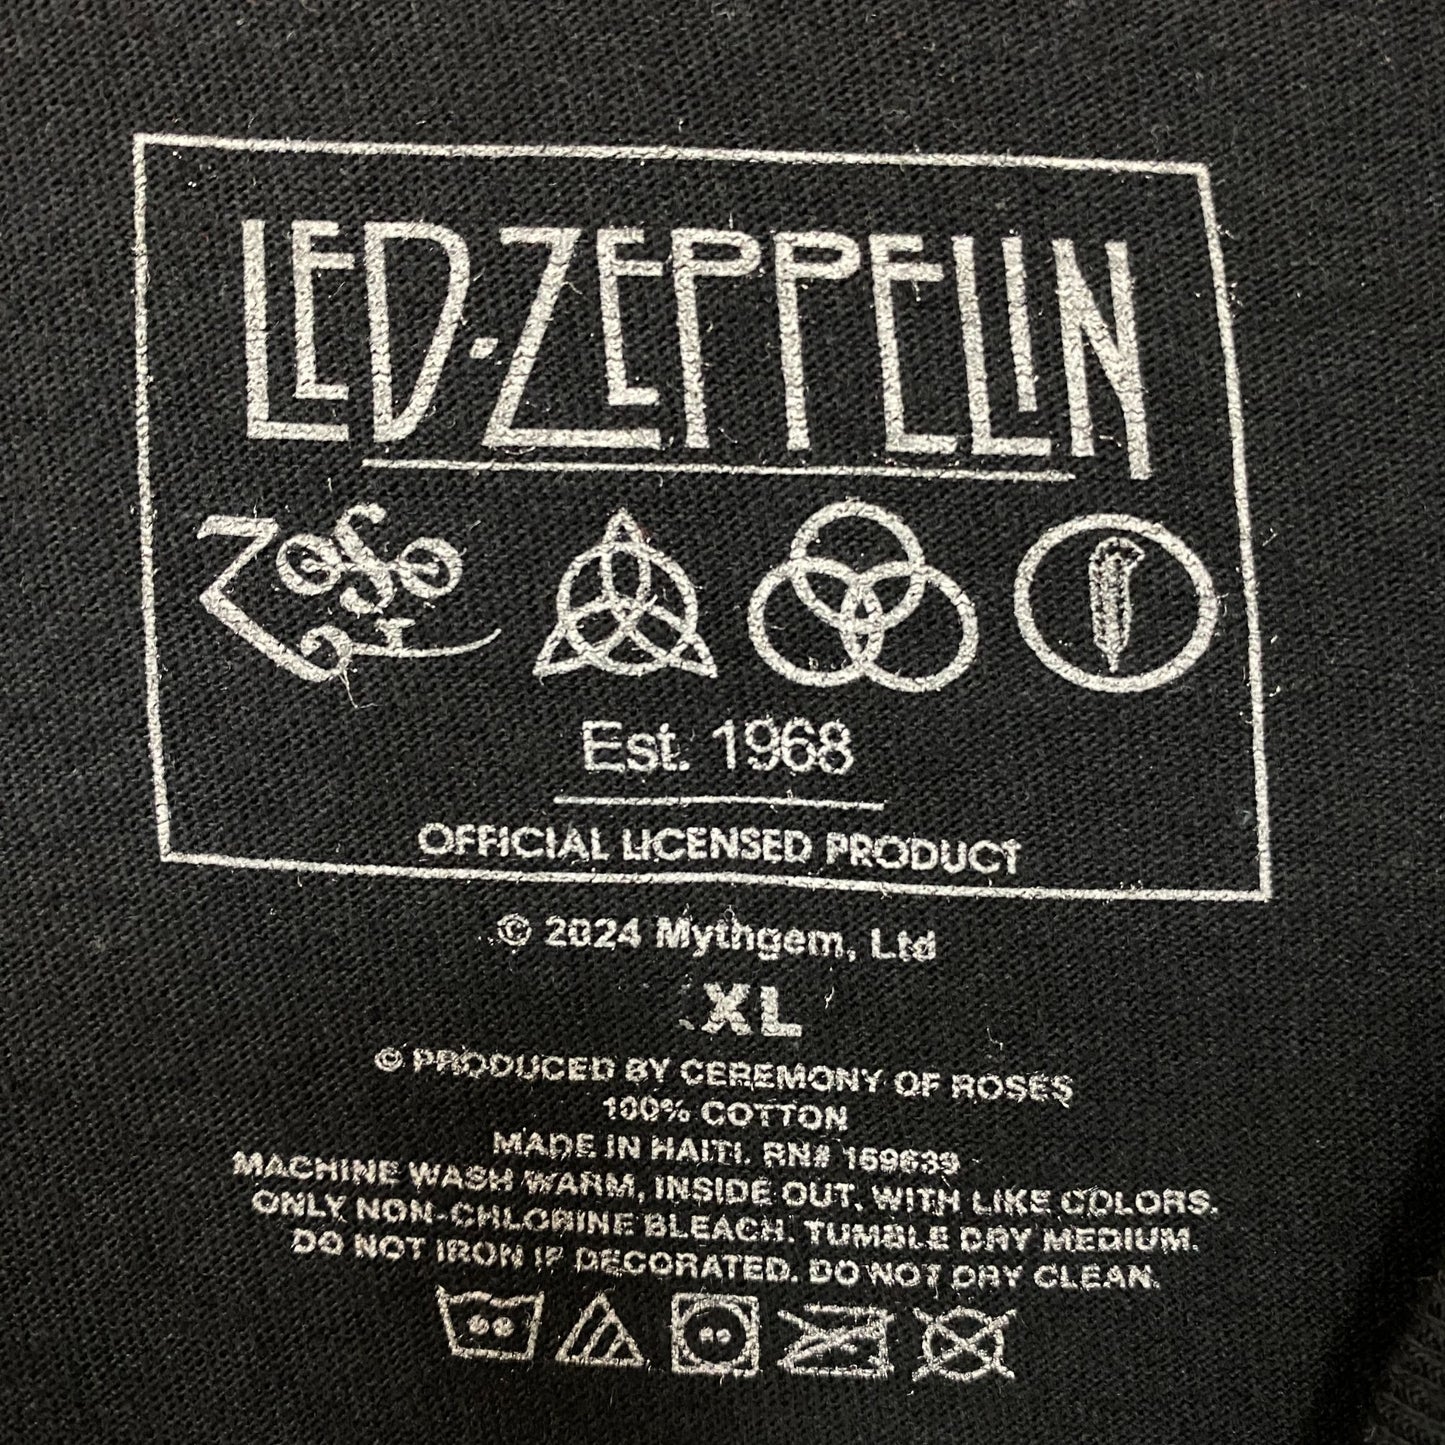 LED·ZEPPELIN
Est. 1968
OFFICIAL LICENSED PRODUCT
© 2024 Mythgem, Ltd
XL
© PRODUCED BY CEREMONY OF ROSES
100% COTTON
MADE IN HAITI. RN# 169639
MACHINE WASH WARM, INSIDE OUT, WITH LIKE COLORS.
ONLY NON-CHLORINE BLEACH. TUMBLE DRY MEDIUM.
DO NOT IRON IF DECORATED. DO NOT DRY CLEAN.